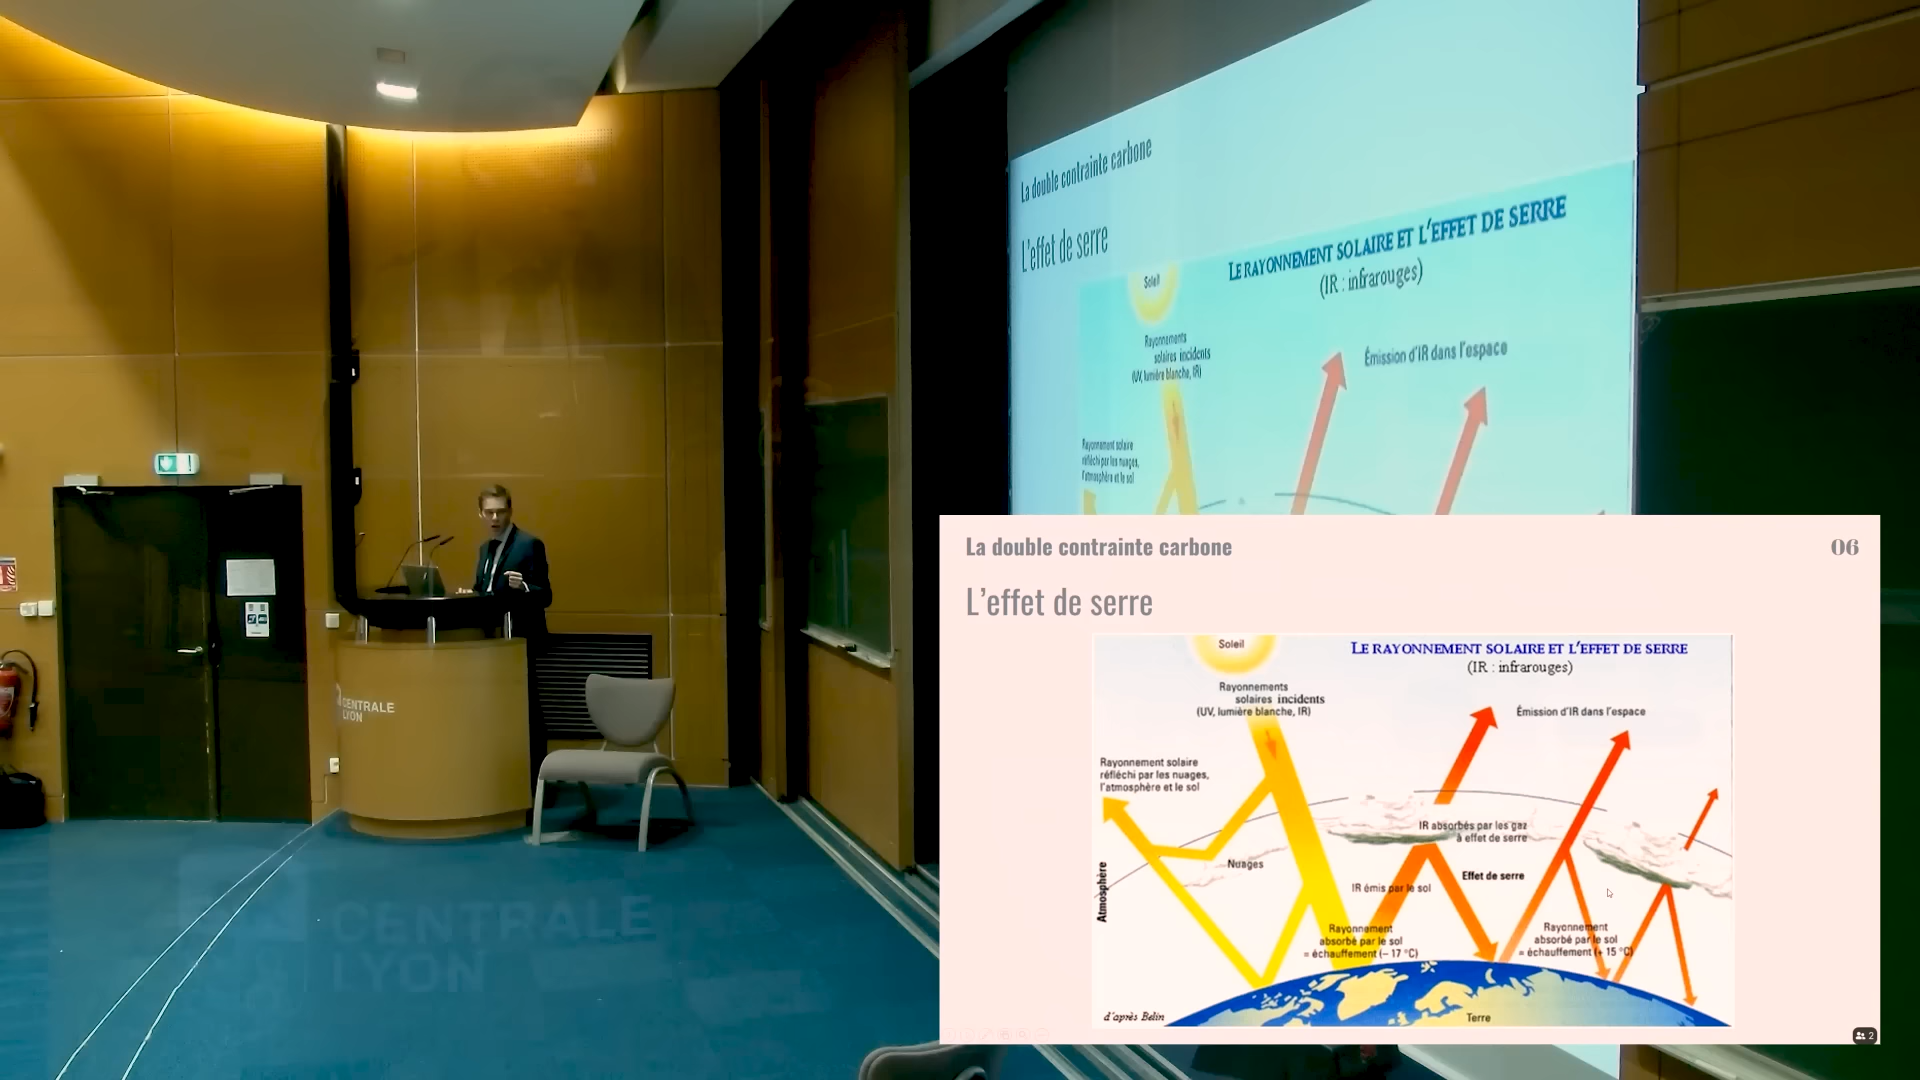 La double contrainte carbone
L'effet de serre
Soleil
LE RAYONNEMENT SOLAIRE ET L'EFFET DE SERRE
(IR : infrarouges)
Rayonnements
solaires incidents
(UV, lumière blanche, IR)
Émission d'IR dans l'espace
Rayonnement solaire
réfléchi par les nuages,
l'atmosphère et le sol
CENTRALE
LYON
CENTRALE
LYON
La double contrainte carbone
06
L'effet de serre
Soleil
LE RAYONNEMENT SOLAIRE ET L'EFFET DE SERRE
(IR : infrarouges)
Rayonnements
solaires incidents
(UV, lumière blanche, IR)
Émission d'IR dans l'espace
Rayonnement solaire
réfléchi par les nuages,
l'atmosphère et le sol
IR absorbés par les gaz
à effet de serre
Nuages
Effet de serre
IR émis par le sol
Atmosphère
Rayonnement
absorbé par le sol
= échauffement (– 17 °C)
Rayonnement
absorbé par le sol
= échauffement (+ 15 °C)
d'après Belin
Terre
2